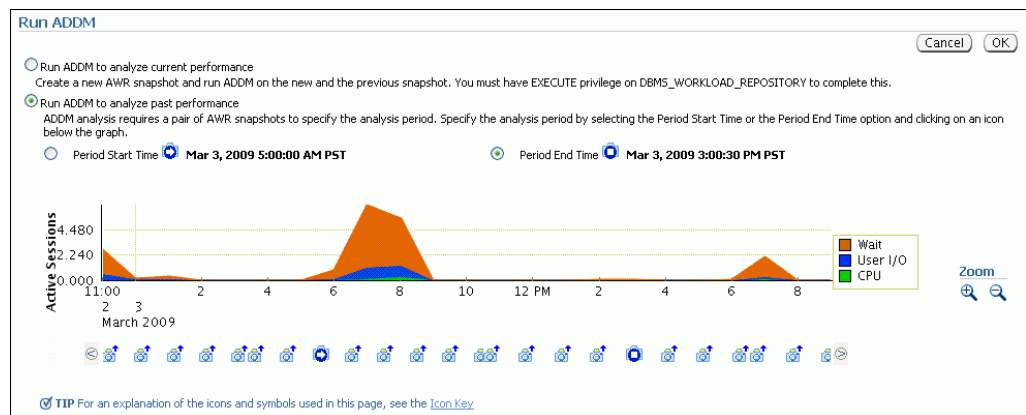 Run ADDM
Cancel OK
Run ADDM to analyze current performance
Create a new AWR snapshot and run ADDM on the new and the previous snapshot. You must have EXECUTE privilege on DBMS_WORKLOAD_REPOSITORY to complete this.
Run ADDM to analyze past performance
ADDM analysis requires a pair of AWR snapshots to specify the analysis period. Specify the analysis period by selecting the Period Start Time or the Period End Time option and clicking on an icon
below the graph.
Period Start Time Mar 3, 2009 5:00:00 AM PST Period End Time Mar 3, 2009 3:00:30 PM PST
Active Sessions
4.480
2.240
0.000
Wait
User I/O
CPU
Zoom
11:00 2 4 6 8 10 12 PM 2 4 6 8
2 3
March 2009
TIP For an explanation of the icons and symbols used in this page, see the Icon Key